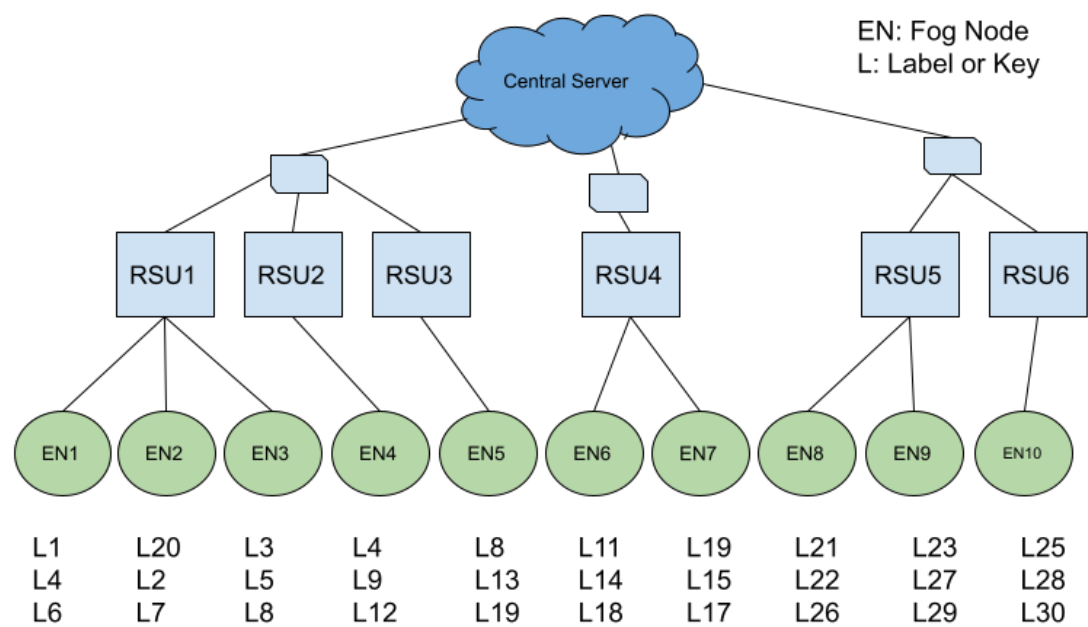 EN: Fog Node
L: Label or Key
Central Server
RSU1 RSU2 RSU3 RSU4 RSU5 RSU6
EN1 EN2 EN3 EN4 EN5 EN6 EN7 EN8 EN9 EN10
L1 L20 L3 L4 L8 L11 L19 L21 L23 L25
L4 L2 L5 L9 L13 L14 L15 L22 L27 L28
L6 L7 L8 L12 L19 L18 L17 L26 L29 L30